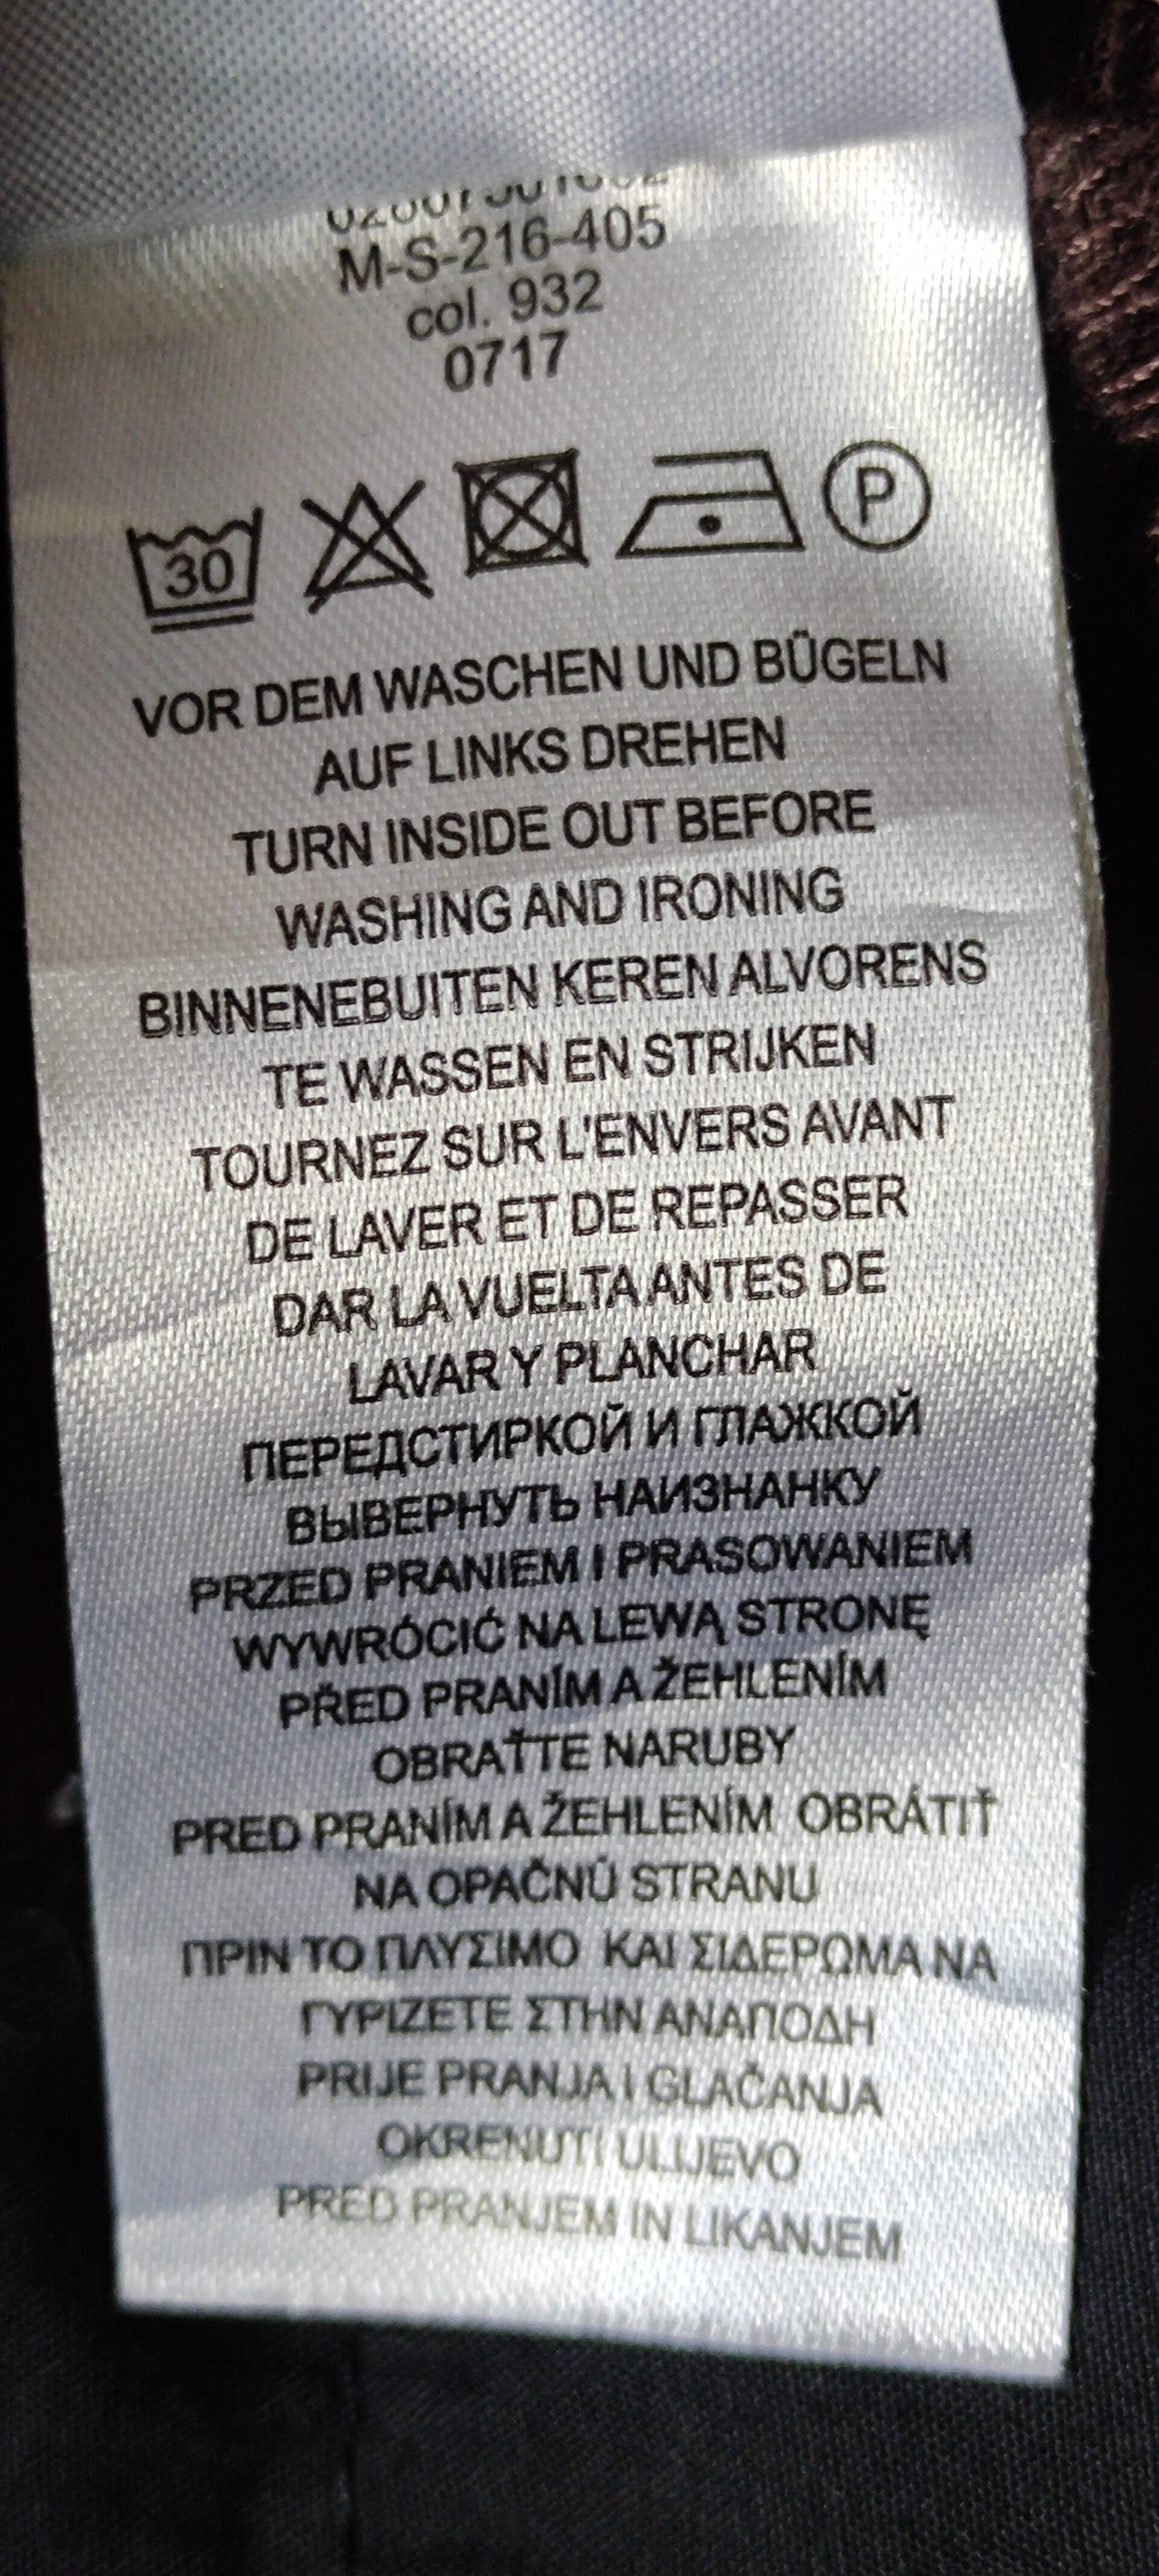 M-S-216-405
col. 932
0717
30 P
VOR DEM WASCHEN UND BÜGELN
AUF LINKS DREHEN
TURN INSIDE OUT BEFORE
WASHING AND IRONING
BINNENEBUITEN KEREN ALVORENS
TE WASSEN EN STRIJKEN
TOURNEZ SUR L'ENVERS AVANT
DE LAVER ET DE REPASSER
DAR LA VUELTA ANTES DE
LAVAR Y PLANCHAR
ПЕРЕДСТИРКОЙ И ГЛАЖКОЙ
ВЫВЕРНУТЬ НАИЗНАНКУ
PRZED PRANIEM I PRASOWANIEM
WYWRÓCIĆ NA LEWĄ STRONĘ
PŘED PRANÍM A ŽEHLENÍM
OBRAŤTE NARUBY
PRED PRANÍM A ŽEHLENÍM OBRÁTIŤ
NA OPAČNÚ STRANU
ΠΡΙΝ ΤΟ ΠΛΥΣΙΜΟ ΚΑΙ ΣΙΔΕΡΩΜΑ ΝΑ
ΓΥΡΙΖΕΤΕ ΣΤΗΝ ΑΝΑΠΟΔΗ
PRIJE PRANJA I GLAČANJA
OKRENUTI ULIJEVO
PRED PRANJEM IN LIKANJEM